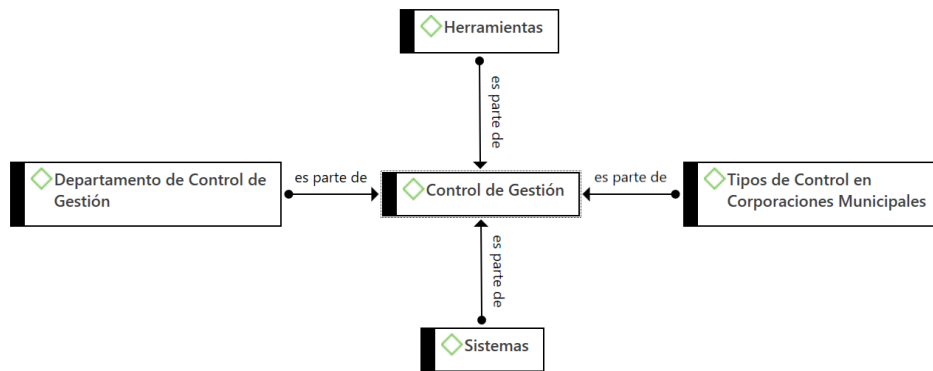 Herramientas
es parte de
Departamento de Control de
Gestión
es parte de
Control de Gestión
es parte de
Tipos de Control en
Corporaciones Municipales
es parte de
Sistemas